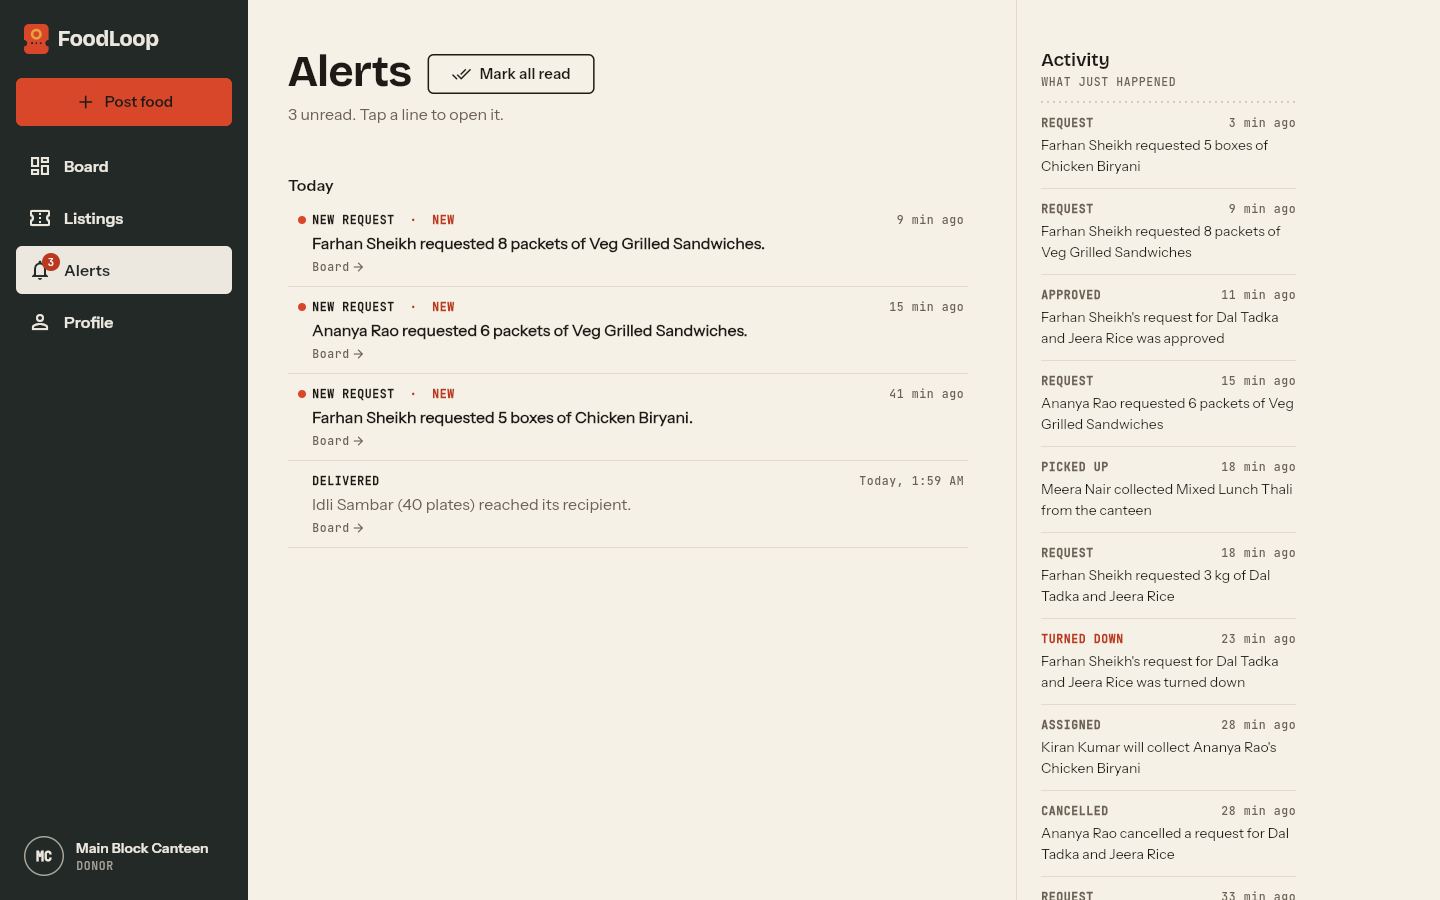 FoodLoop
Post food
Board
Listings
3
Alerts
Profile
MC
Main Block Canteen
DONOR
Alerts
Mark all read
3 unread. Tap a line to open it.
Today
NEW REQUEST · NEW 9 min ago
Farhan Sheikh requested 8 packets of Veg Grilled Sandwiches.
Board →
NEW REQUEST · NEW 15 min ago
Ananya Rao requested 6 packets of Veg Grilled Sandwiches.
Board →
NEW REQUEST · NEW 41 min ago
Farhan Sheikh requested 5 boxes of Chicken Biryani.
Board →
DELIVERED Today, 1:59 AM
Idli Sambar (40 plates) reached its recipient.
Board →
Activity
WHAT JUST HAPPENED
REQUEST 3 min ago
Farhan Sheikh requested 5 boxes of
Chicken Biryani
REQUEST 9 min ago
Farhan Sheikh requested 8 packets of
Veg Grilled Sandwiches
APPROVED 11 min ago
Farhan Sheikh's request for Dal Tadka
and Jeera Rice was approved
REQUEST 15 min ago
Ananya Rao requested 6 packets of Veg
Grilled Sandwiches
PICKED UP 18 min ago
Meera Nair collected Mixed Lunch Thali
from the canteen
REQUEST 18 min ago
Farhan Sheikh requested 3 kg of Dal
Tadka and Jeera Rice
TURNED DOWN 23 min ago
Farhan Sheikh's request for Dal Tadka
and Jeera Rice was turned down
ASSIGNED 28 min ago
Kiran Kumar will collect Ananya Rao's
Chicken Biryani
CANCELLED 28 min ago
Ananya Rao cancelled a request for Dal
Tadka and Jeera Rice
REQUEST 33 min ago